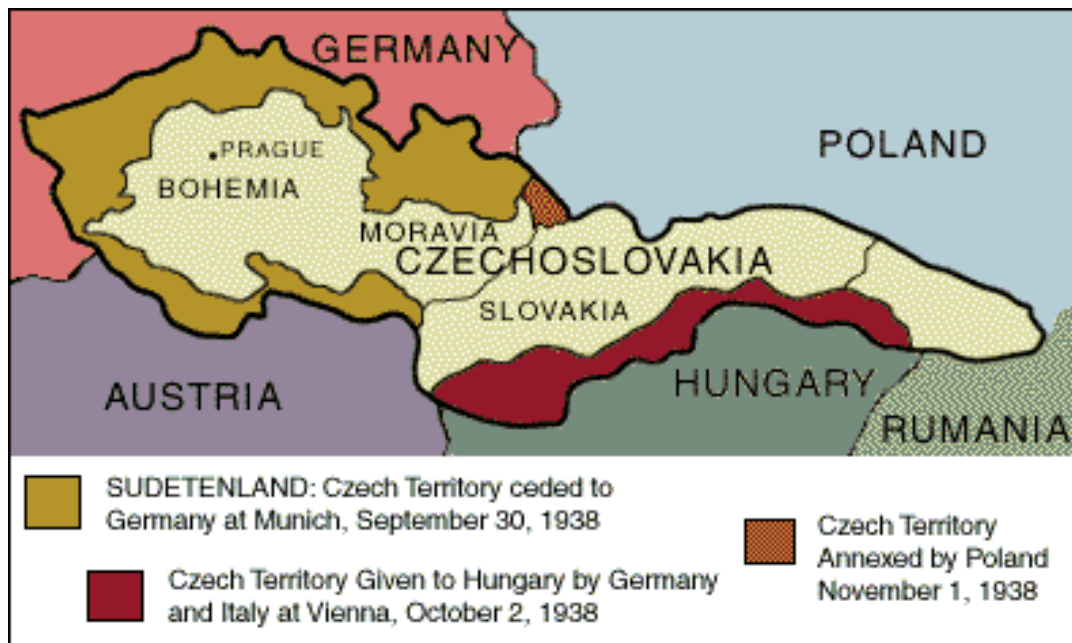 GERMANY
POLAND
PRAGUE
BOHEMIA
MORAVIA
CZECHOSLOVAKIA
SLOVAKIA
AUSTRIA
HUNGARY
RUMANIA
SUDETENLAND: Czech Territory ceded to
Germany at Munich, September 30, 1938
Czech Territory Given to Hungary by Germany
and Italy at Vienna, October 2, 1938
Czech Territory
Annexed by Poland
November 1, 1938